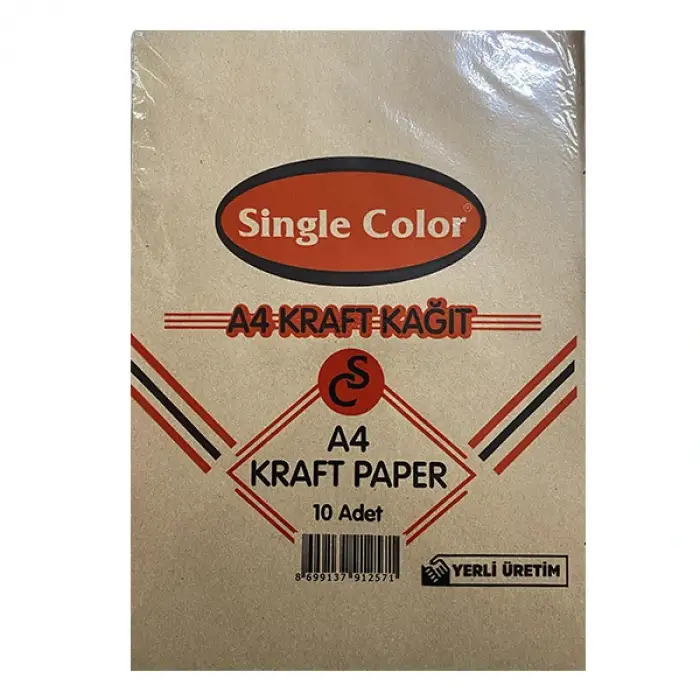 Single Color®
A4 KRAFT KAĞIT
SC
A4
KRAFT PAPER
10 Adet
8 699137 912571
YERLİ ÜRETİM